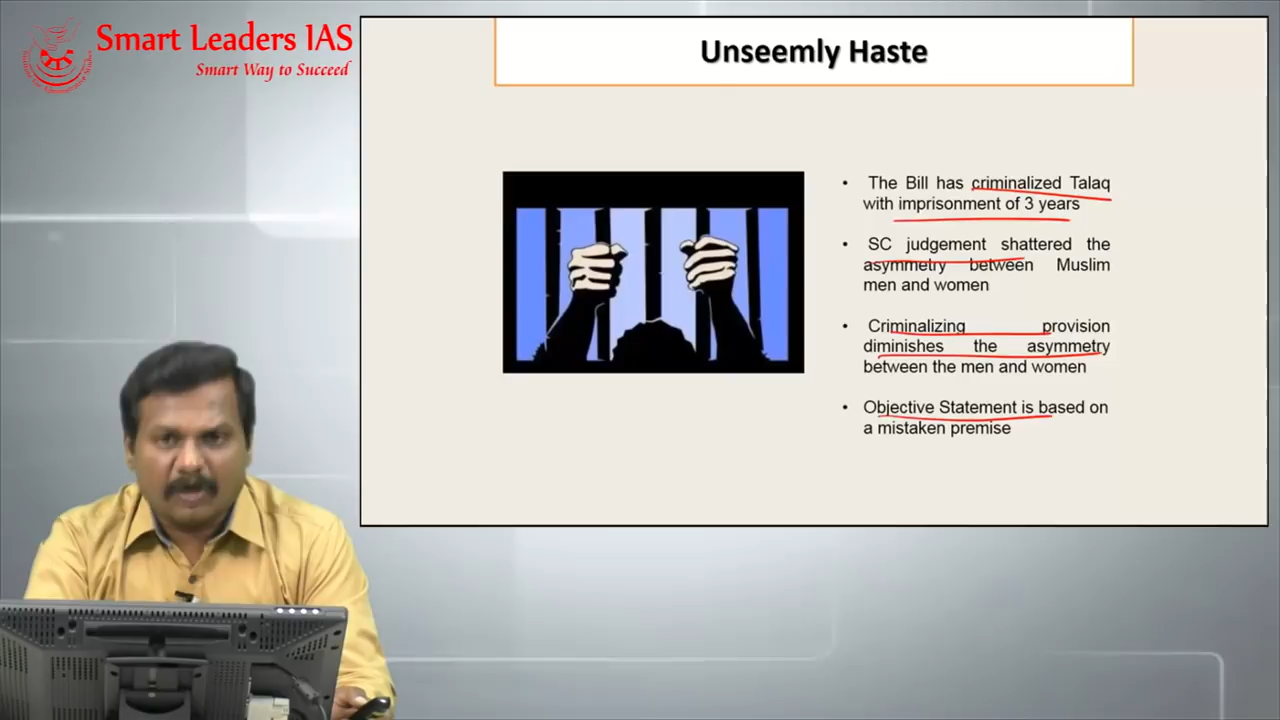 Smart Leaders IAS
Smart Way to Succeed
Unseemly Haste
• The Bill has criminalized Talaq
with imprisonment of 3 years
• SC judgement shattered the
asymmetry between Muslim
men and women
• Criminalizing provision
diminishes the asymmetry
between the men and women
• Objective Statement is based on
a mistaken premise